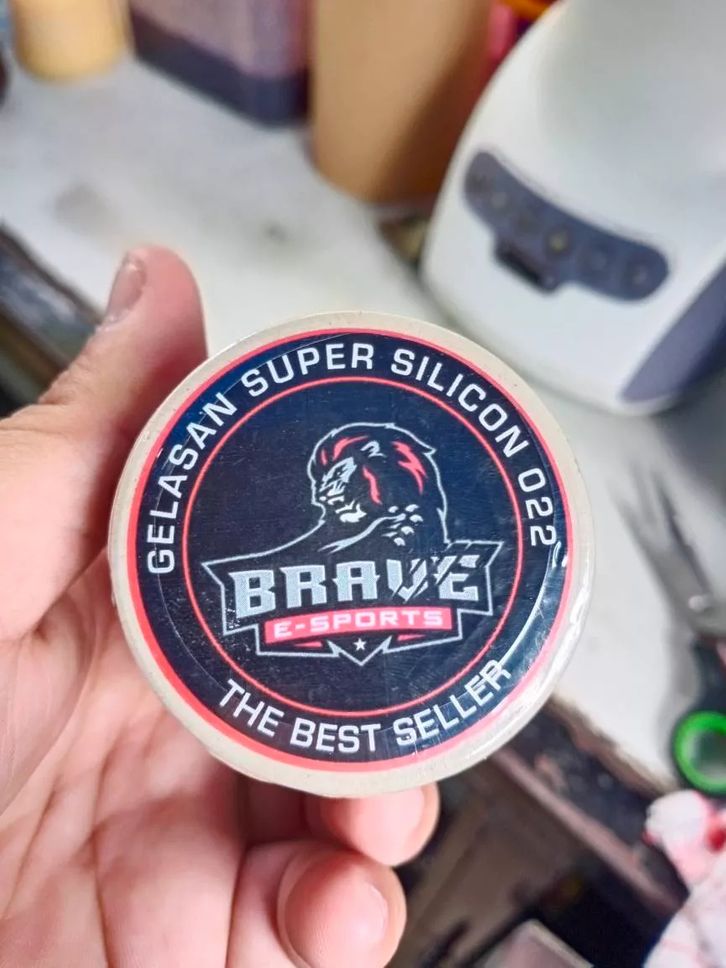 GELASAN SUPER SILICON 022
BRAVE
E-SPORTS
THE BEST SELLER